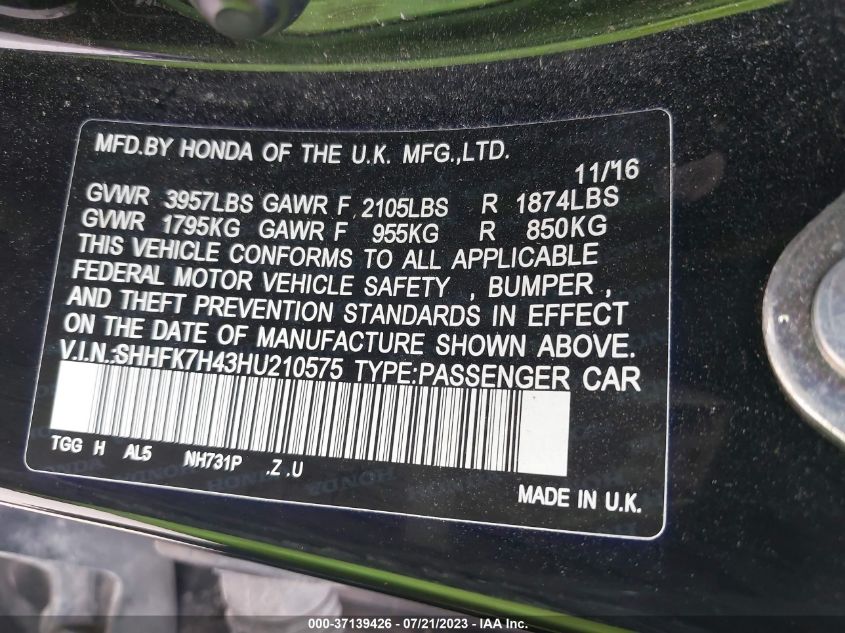 MFD.BY HONDA OF THE U.K. MFG.,LTD.
11/'16
GVWR 3957LBS GAWR F 2105LBS R 1874LBS
GVWR 1795KG GAWR F 955KG R 850KG
THIS VEHICLE CONFORMS TO ALL APPLICABLE
FEDERAL MOTOR VEHICLE SAFETY , BUMPER ,
AND THEFT PREVENTION STANDARDS IN EFFECT
ON THE DATE OF MANUFACTURE SHOWN ABOVE.
V.I.N.:SHHFK7H43HU210575 TYPE:PASSENGER CAR
TGG H AL5 NH731P .Z .U
MADE IN U.K.
HONDA
000-37139426 - 07/21/2023 - IAA Inc.